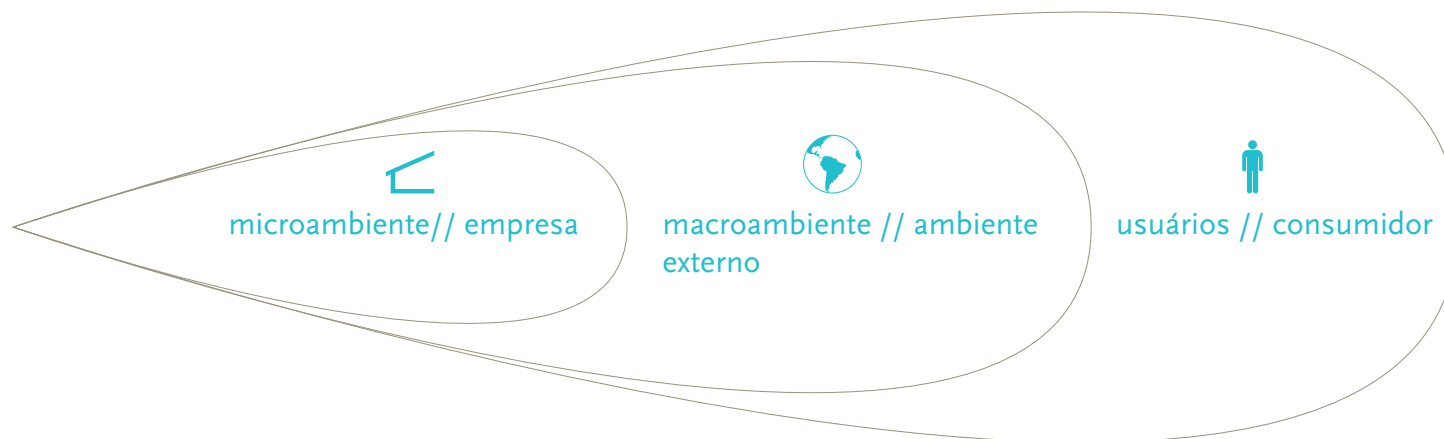 microambiente// empresa
macroambiente // ambiente
externo
usuários // consumidor